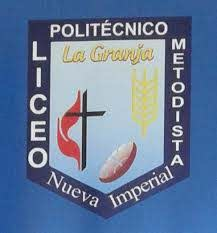 POLITÉCNICO
La Granja
LICEO
METODISTA
Nueva Imperial